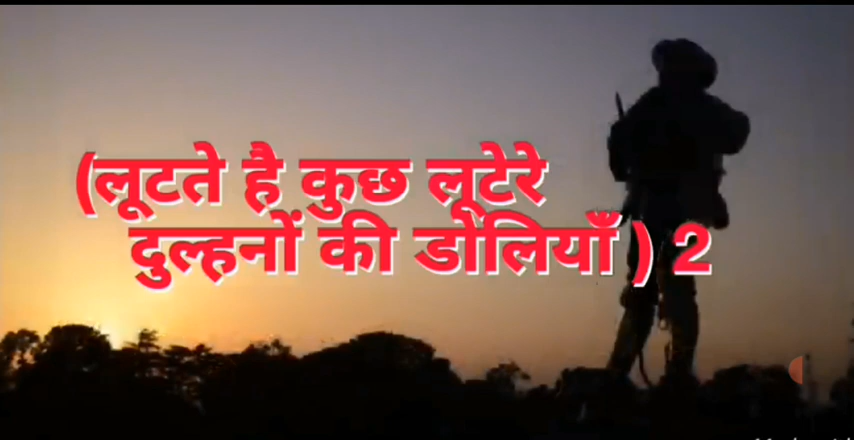 (लूटते है कुछ लूटेरे
दुल्हनों की डोलियाँ ) 2